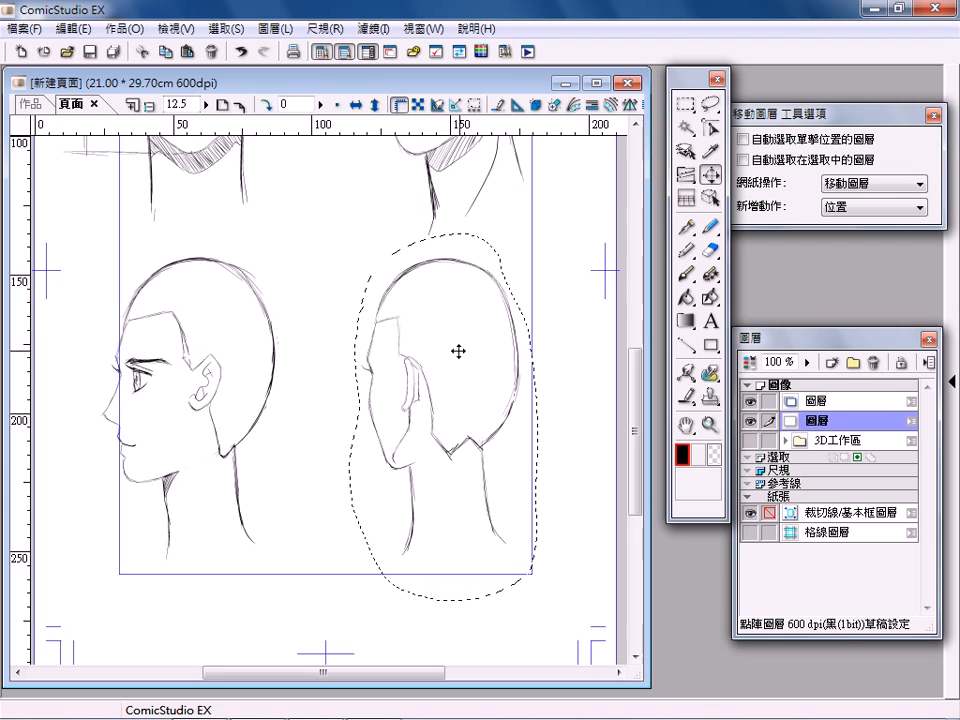 ComicStudio EX
檔案(F) 編輯(E) 作品(O) 檢視(V) 選取(S) 圖層(L) 尺規(R) 濾鏡(I) 視窗(W) 說明(H)
[新建頁面] (21.00 * 29.70cm 600dpi)
作品 頁面 12.5 0
0 50 100 150 200
100
150
200
250
移動圖層 工具選項
自動選取單擊位置的圖層
自動選取在選取中的圖層
網紙操作: 移動圖層
新增動作: 位置
A
圖層
100 %
圖像
圖層
圖層
3D工作區
選取
尺規
參考線
紙張
裁切線/基本框圖層
格線圖層
點陣圖層 600 dpi(黑(1bit))草稿設定
ComicStudio EX